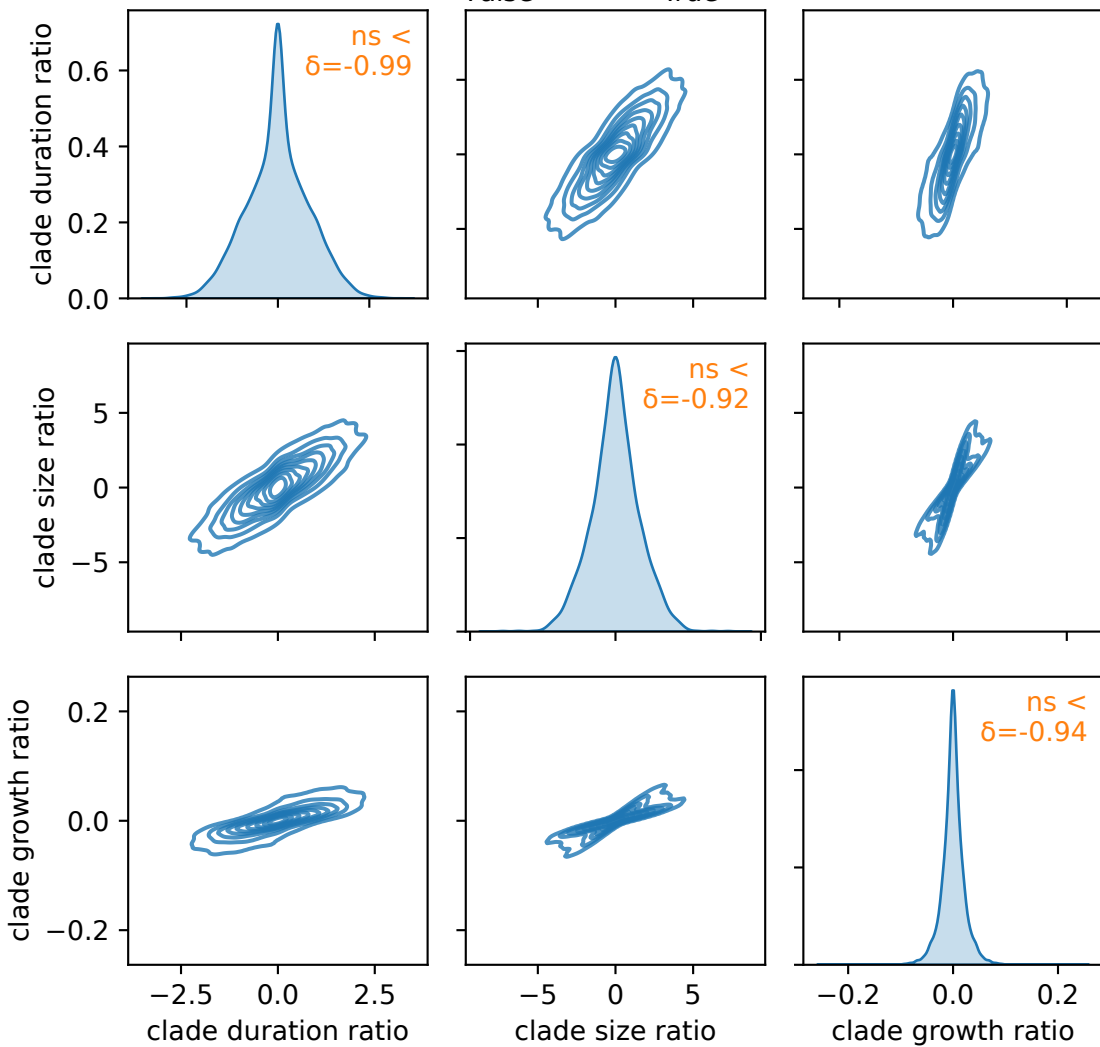 clade duration ratio
0.6
0.4
0.2
0.0
ns <
δ=-0.99
clade size ratio
5
0
−5
ns <
δ=-0.92
clade growth ratio
0.2
0.0
−0.2
ns <
δ=-0.94
−2.5 0.0 2.5
−5 0 5
−0.2 0.0 0.2
clade duration ratio
clade size ratio
clade growth ratio